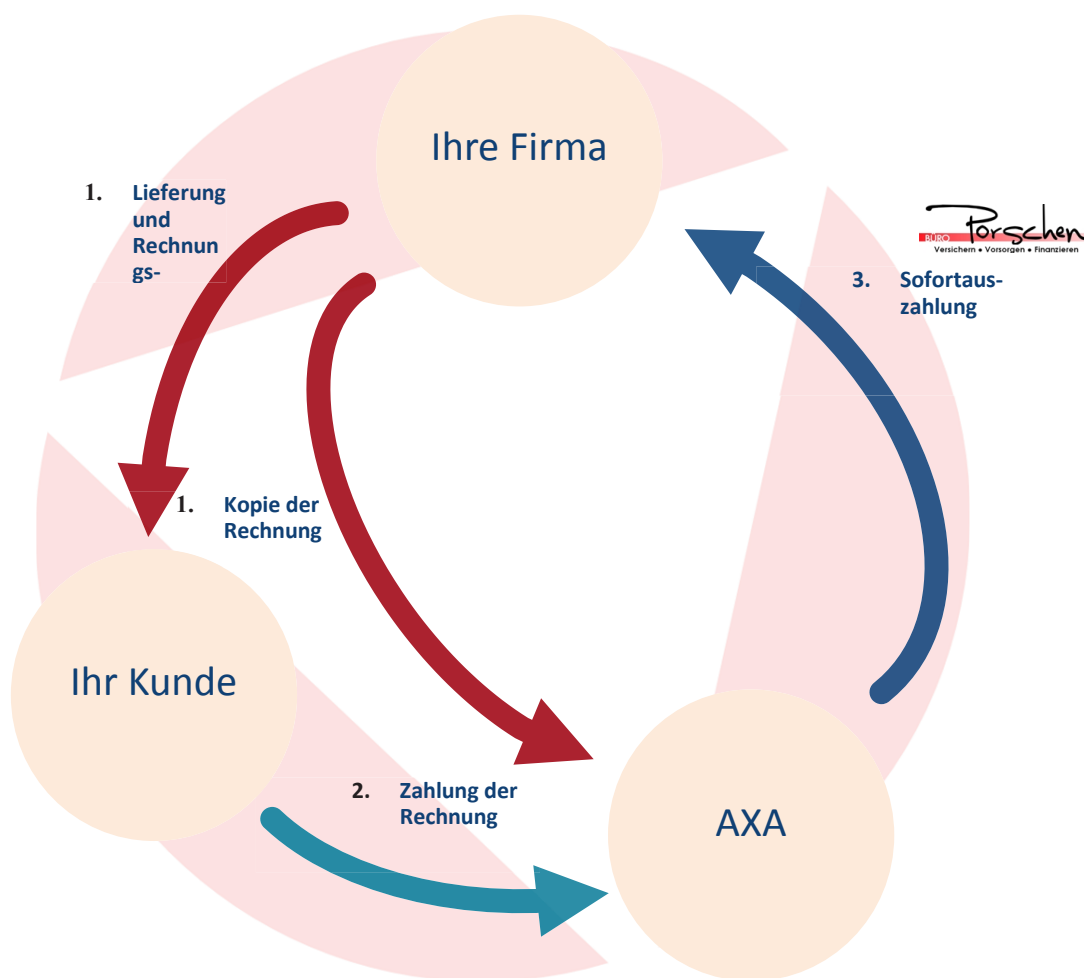 Ihre Firma
1. Lieferung
und
Rechnun
gs-
Porschen
BÜRO
Versichern • Vorsorgen • Finanzieren
3. Sofortaus-
zahlung
1. Kopie der
Rechnung
Ihr Kunde
2. Zahlung der
Rechnung
AXA